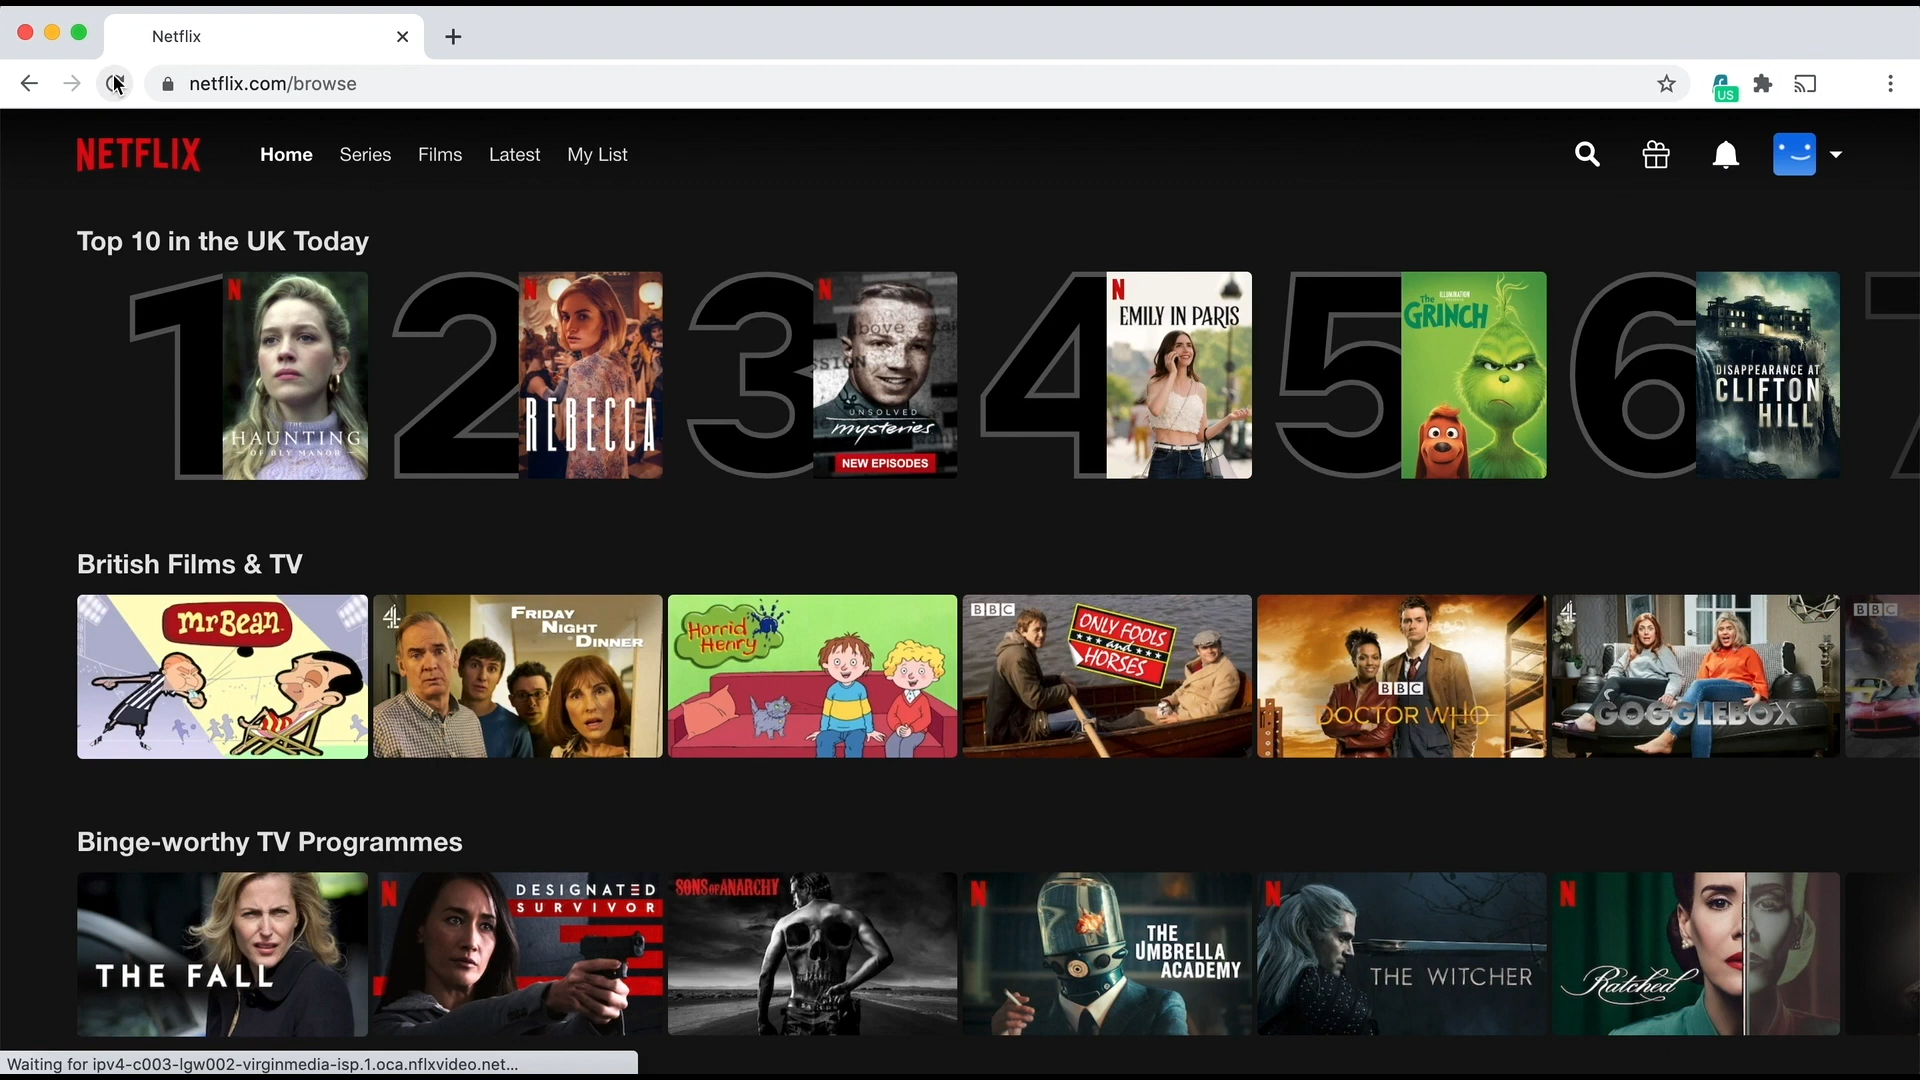 Netflix
netflix.com/browse
US
NETFLIX
Home
Series
Films
Latest
My List
Top 10 in the UK Today
1
N
THE
HAUNTING
OF BLY MANOR
2
N
REBECCA
3
N
UNSOLVED
mysteries
NEW EPISODES
4
N
EMILY IN PARIS
5
ILLUMINATION
The
GRINCH
6
DISAPPEARANCE AT
CLIFTON
HILL
British Films & TV
mr Bean
4
FRIDAY
NIGHT
DINNER
Horrid
Henry
BBC
ONLY FOOLS
and
HORSES
BBC
DOCTOR WHO
4
GOGGLEBOX
BBC
Binge-worthy TV Programmes
THE FALL
N
DESIGNATED
SURVIVOR
SONS OF ANARCHY
N
THE
UMBRELLA
ACADEMY
N
THE WITCHER
N
Ratched
Waiting for ipv4-c003-lgw002-virginmedia-isp.1.oca.nflxvideo.net...